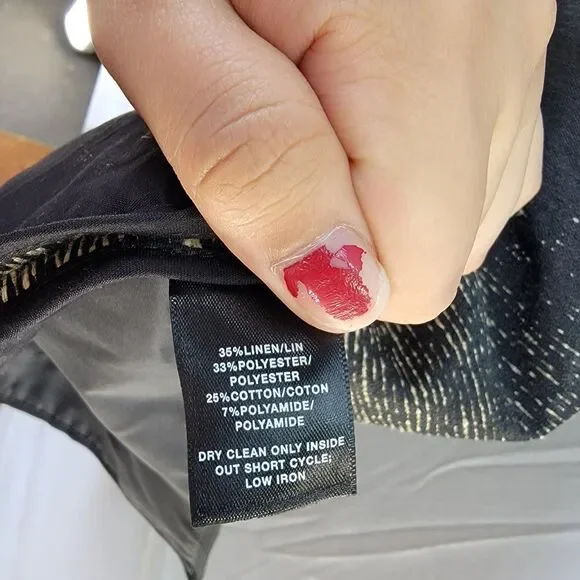 35%LINEN/LIN
33%POLYESTER/
POLYESTER
25%COTTON/COTON
7%POLYAMIDE/
POLYAMIDE
DRY CLEAN ONLY INSIDE
OUT SHORT CYCLE:
LOW IRON